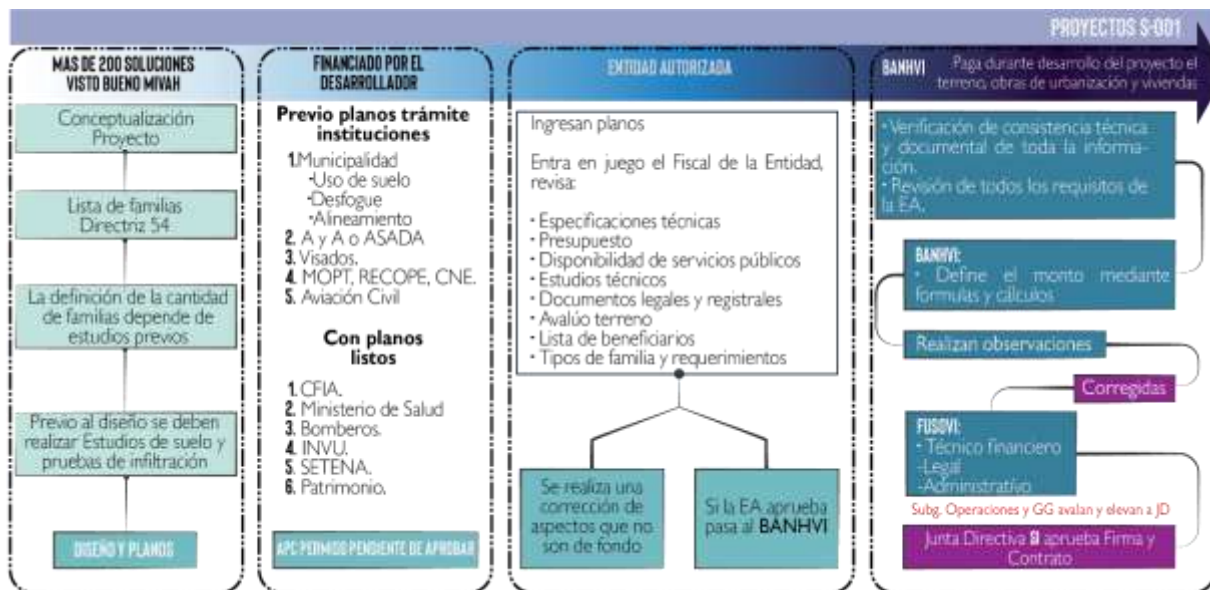 PROYECTOS S-001
MAS DE 200 SOLUCIONES
VISTO BUENO MIVAH
Conceptualización
Proyecto
Lista de familias
Directriz 54
La definición de la cantidad
de familias depende de
estudios previos
Previo al diseño se deben
realizar Estudios de suelo y
pruebas de infiltración
DISEÑO Y PLANOS
FINANCIADO POR EL
DESARROLLADOR
Previo planos trámite
instituciones
1.Municipalidad
·Uso de suelo
·Desfogue
·Alineamiento
2. A y A o ASADA
3. Visados.
4. MOPT, RECOPE, CNE.
5. Aviación Civil
Con planos
listos
1. CFIA.
2. Ministerio de Salud
3. Bomberos.
4. INVU.
5. SETENA.
6. Patrimonio.
APC PERMISO PENDIENTE DE APROBAR
ENTIDAD AUTORIZADA
Ingresan planos
Entra en juego el Fiscal de la Entidad,
revisa:
• Especificaciones técnicas
• Presupuesto
• Disponibilidad de servicios públicos
• Estudios técnicos
• Documentos legales y registrales
• Avalúo terreno
• Lista de beneficiarios
• Tipos de familia y requerimientos
Se realiza una
corrección de
aspectos que no
son de fondo
Si la EA aprueba
pasa al BANHVI
BANHVI Paga durante desarrollo del proyecto el
terreno, obras de urbanización y viviendas
• Verificación de consistencia técnica
y documental de toda la informa-
ción.
• Revisión de todos los requisitos de
la EA.
BANHVI:
• Define el monto mediante
formulas y cálculos
Realizan observaciones
Corregidas
FUSOVI:
• Técnico financiero
-Legal
-Administrativo
Subg. Operaciones y GG avalan y elevan a JD
Junta Directiva SI aprueba Firma y
Contrato